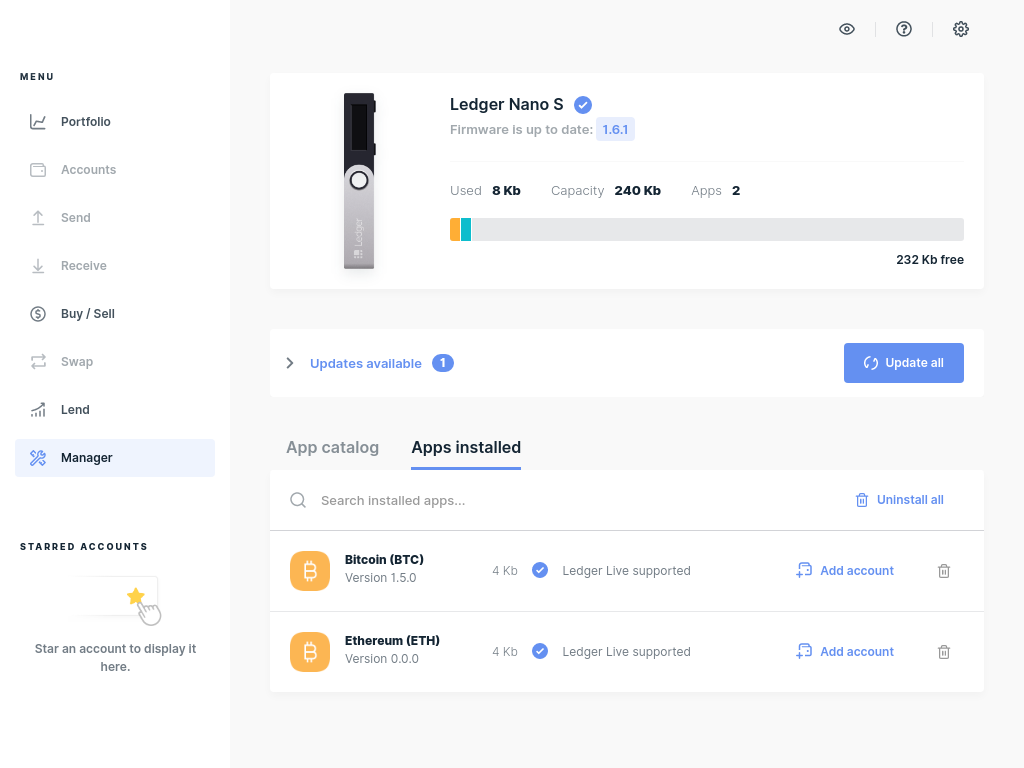 MENU
Portfolio
Accounts
Send
Receive
Buy / Sell
Swap
Lend
Manager
STARRED ACCOUNTS
Star an account to display it
here.
Ledger Nano S
Firmware is up to date: 1.6.1
Used 8 Kb Capacity 240 Kb Apps 2
232 Kb free
Ledger
Updates available 1
Update all
App catalog Apps installed
Search installed apps...
Uninstall all
Bitcoin (BTC)
Version 1.5.0
4 Kb Ledger Live supported Add account
Ethereum (ETH)
Version 0.0.0
4 Kb Ledger Live supported Add account